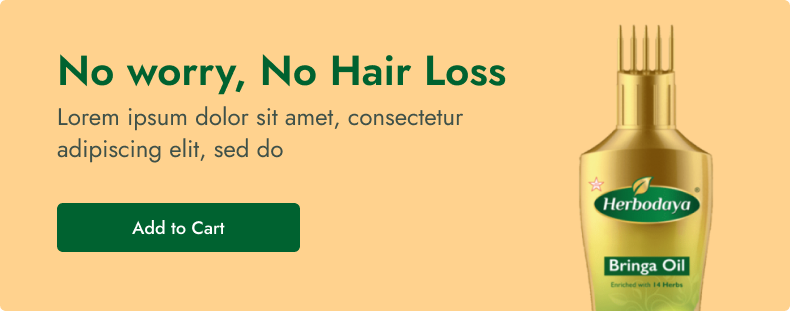 No worry, No Hair Loss
Lorem ipsum dolor sit amet, consectetur
adipiscing elit, sed do
Add to Cart
Herbodaya
®
Bringa Oil
Enriched with 14 Herbs